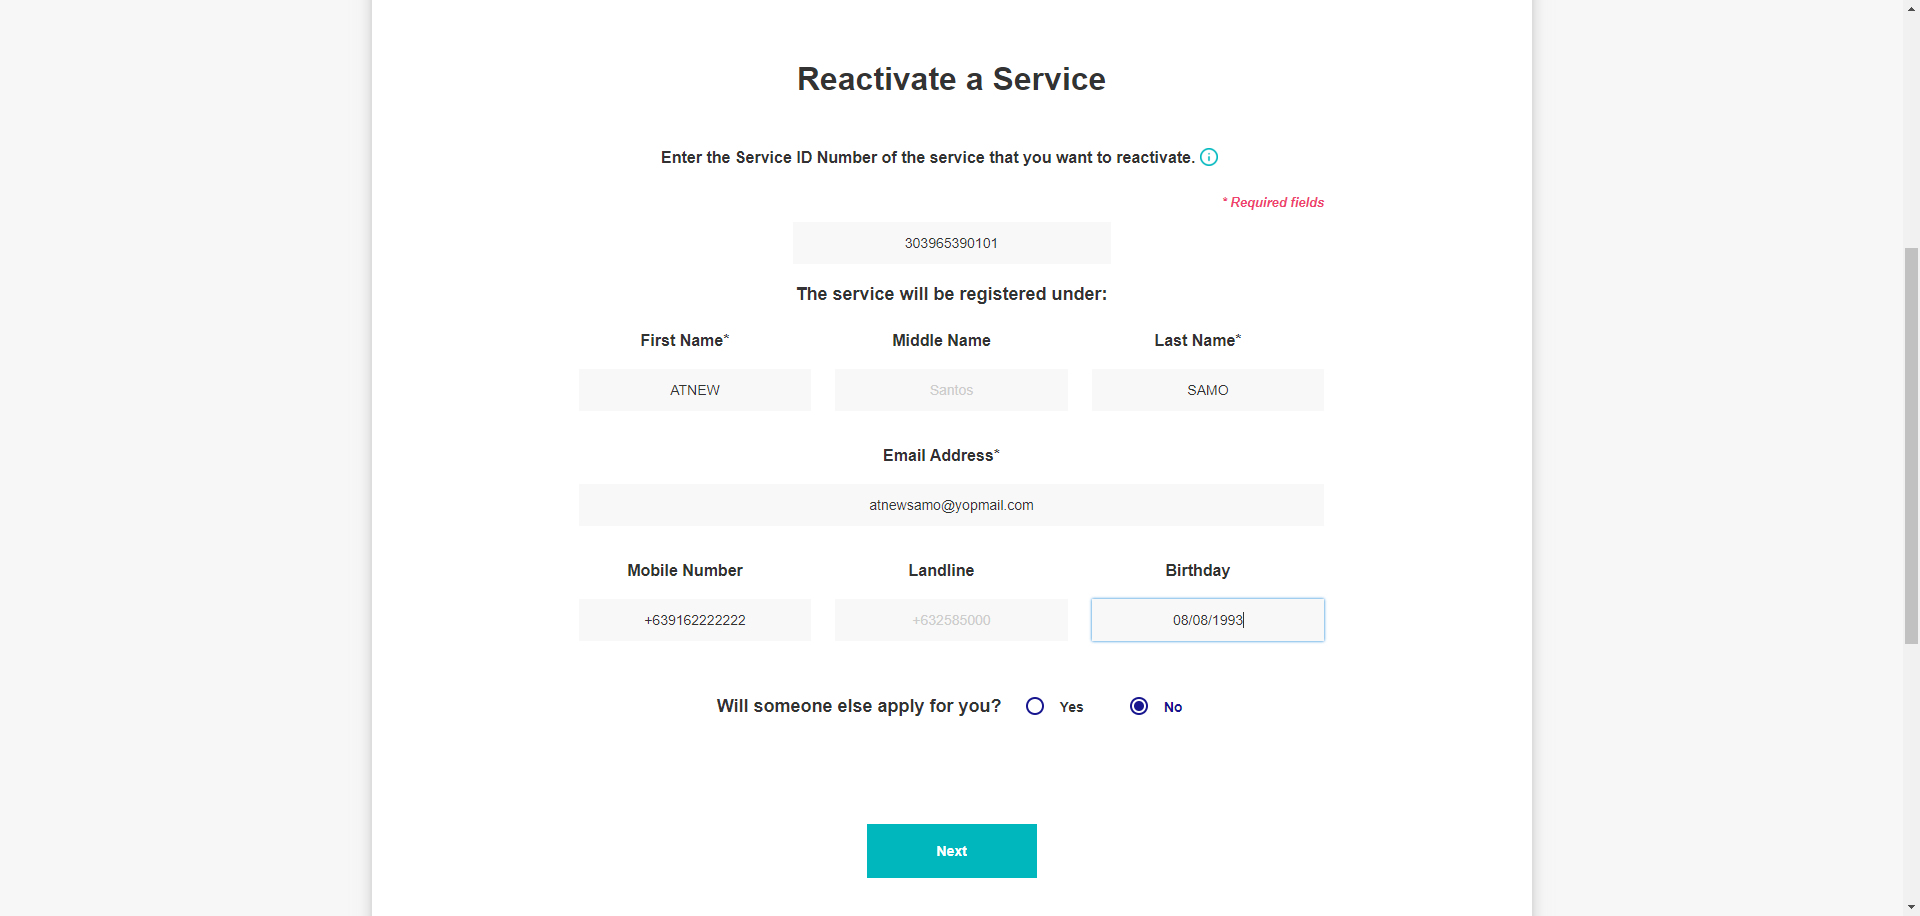 Reactivate a Service
Enter the Service ID Number of the service that you want to reactivate.
* Required fields
303965390101
The service will be registered under:
First Name* Middle Name Last Name*
ATNEW Santos SAMO
Email Address*
atnewsamo@yopmail.com
Mobile Number Landline Birthday
+639162222222 +632585000 08/08/1993
Will someone else apply for you? Yes No
Next